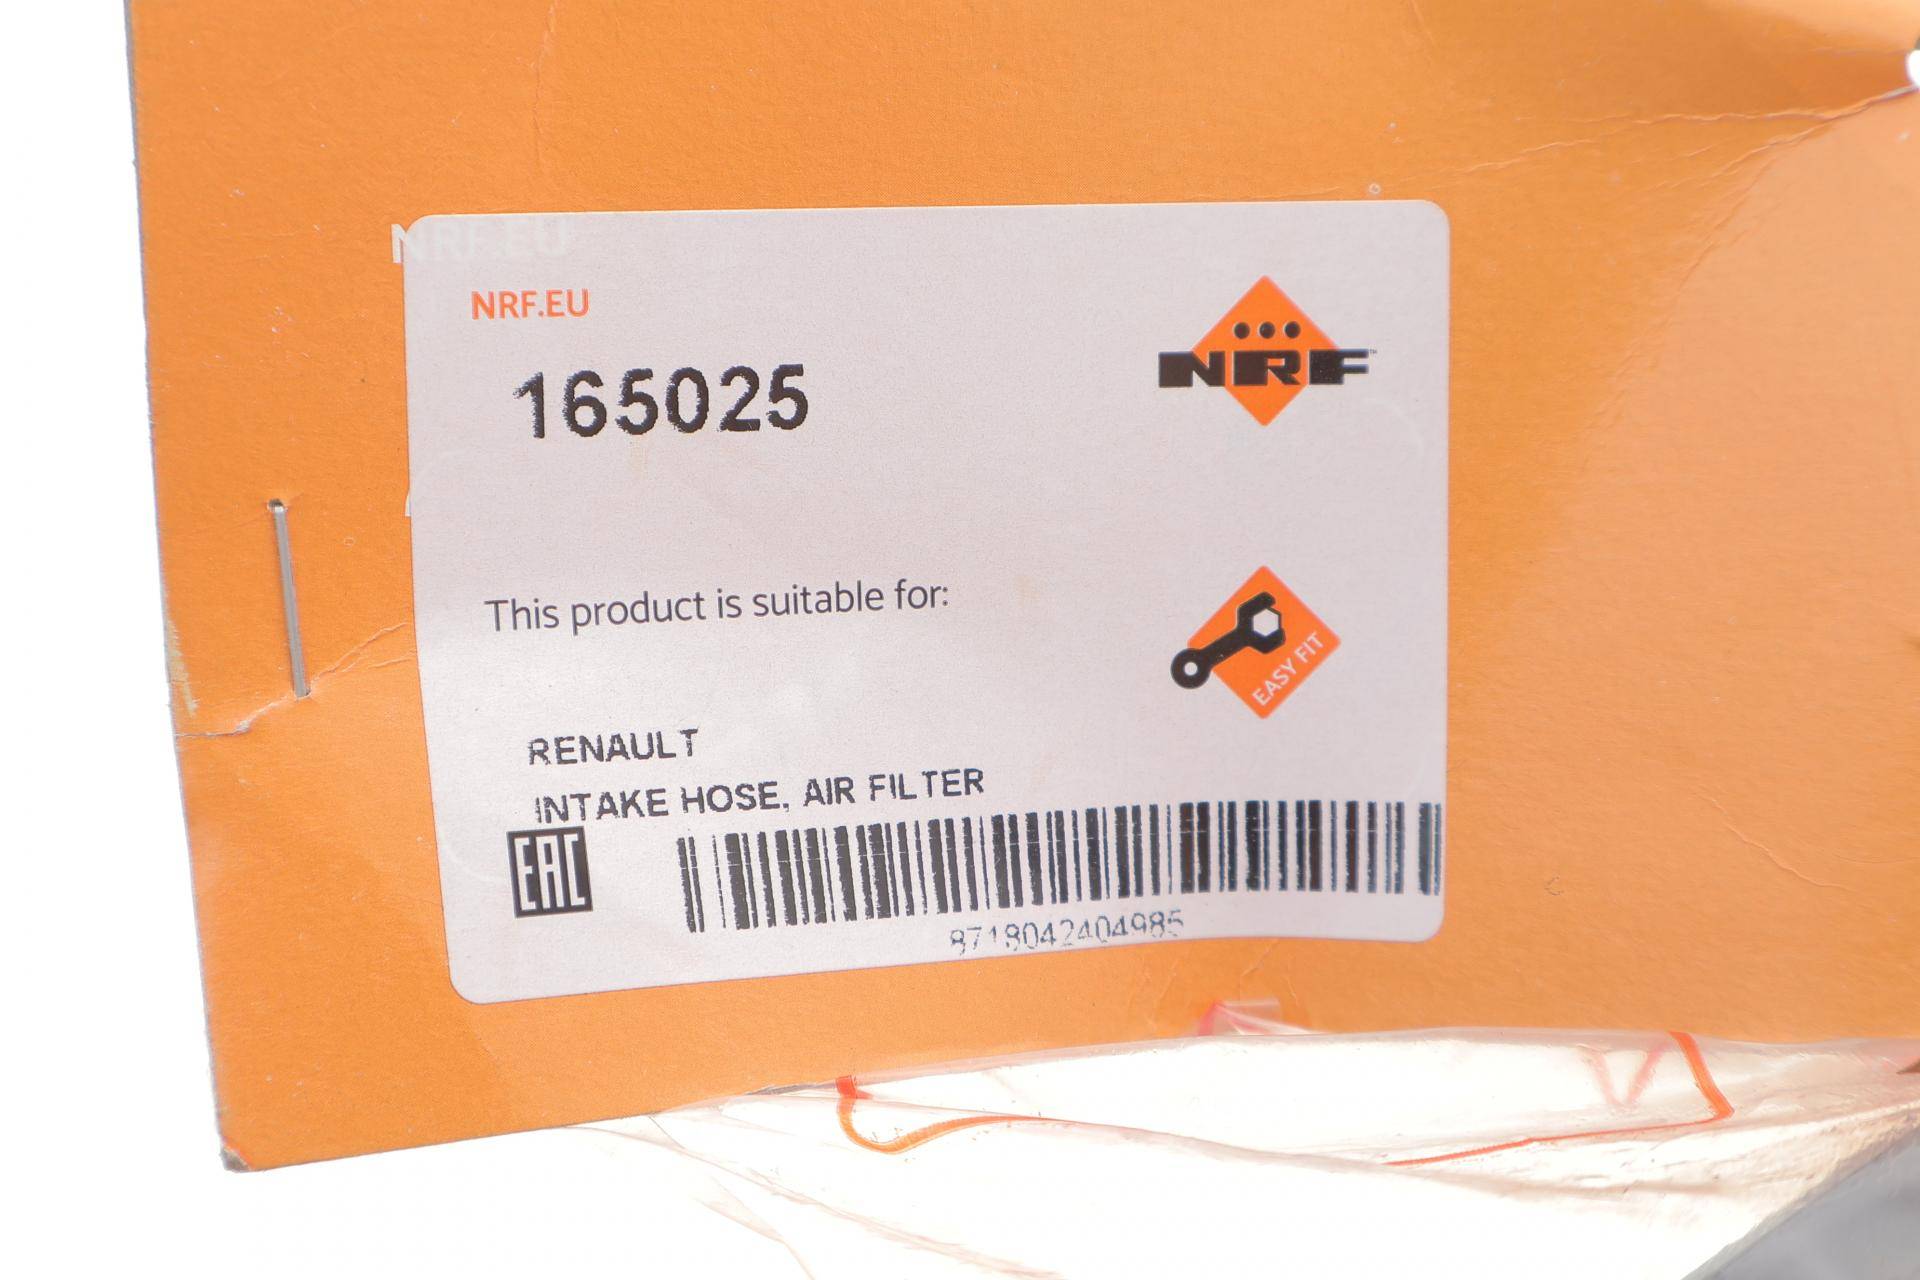 NRF.EU
NRF.EU
165025
NRF™
This product is suitable for:
EASY FIT
RENAULT
INTAKE HOSE, AIR FILTER
EAC
8718042404985